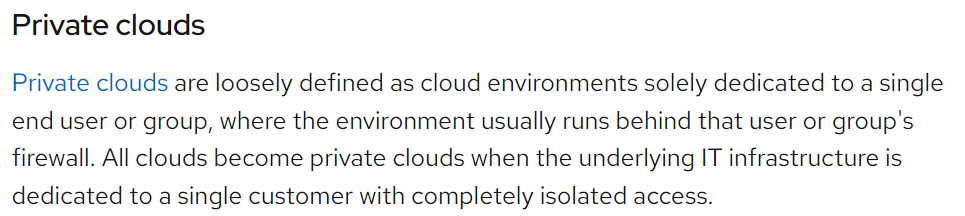 Private clouds
Private clouds are loosely defined as cloud environments solely dedicated to a single
end user or group, where the environment usually runs behind that user or group's
firewall. All clouds become private clouds when the underlying IT infrastructure is
dedicated to a single customer with completely isolated access.